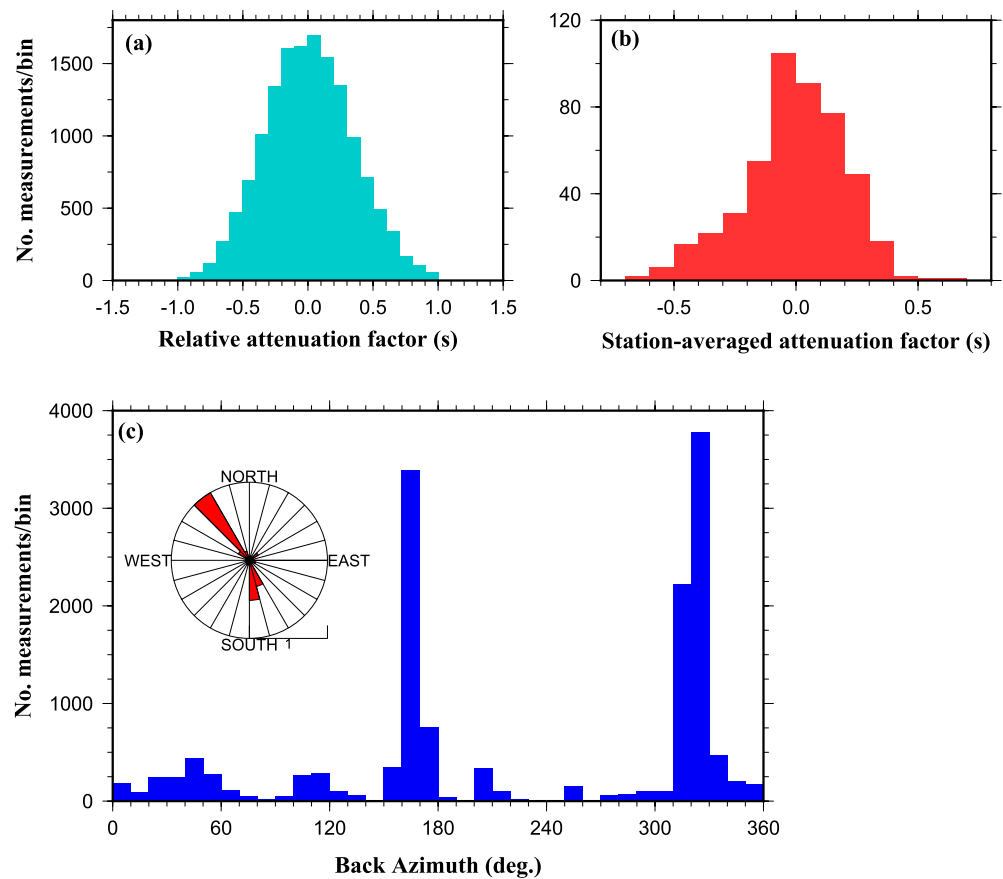 (a)
No. measurements/bin
1500
1000
500
0
-1.5 -1.0 -0.5 0.0 0.5 1.0 1.5
Relative attenuation factor (s)
(b)
120
80
40
0
-0.5 0.0 0.5
Station-averaged attenuation factor (s)
(c)
No. measurements/bin
4000
3000
2000
1000
0
NORTH
WEST EAST
SOUTH 1
0 60 120 180 240 300 360
Back Azimuth (deg.)